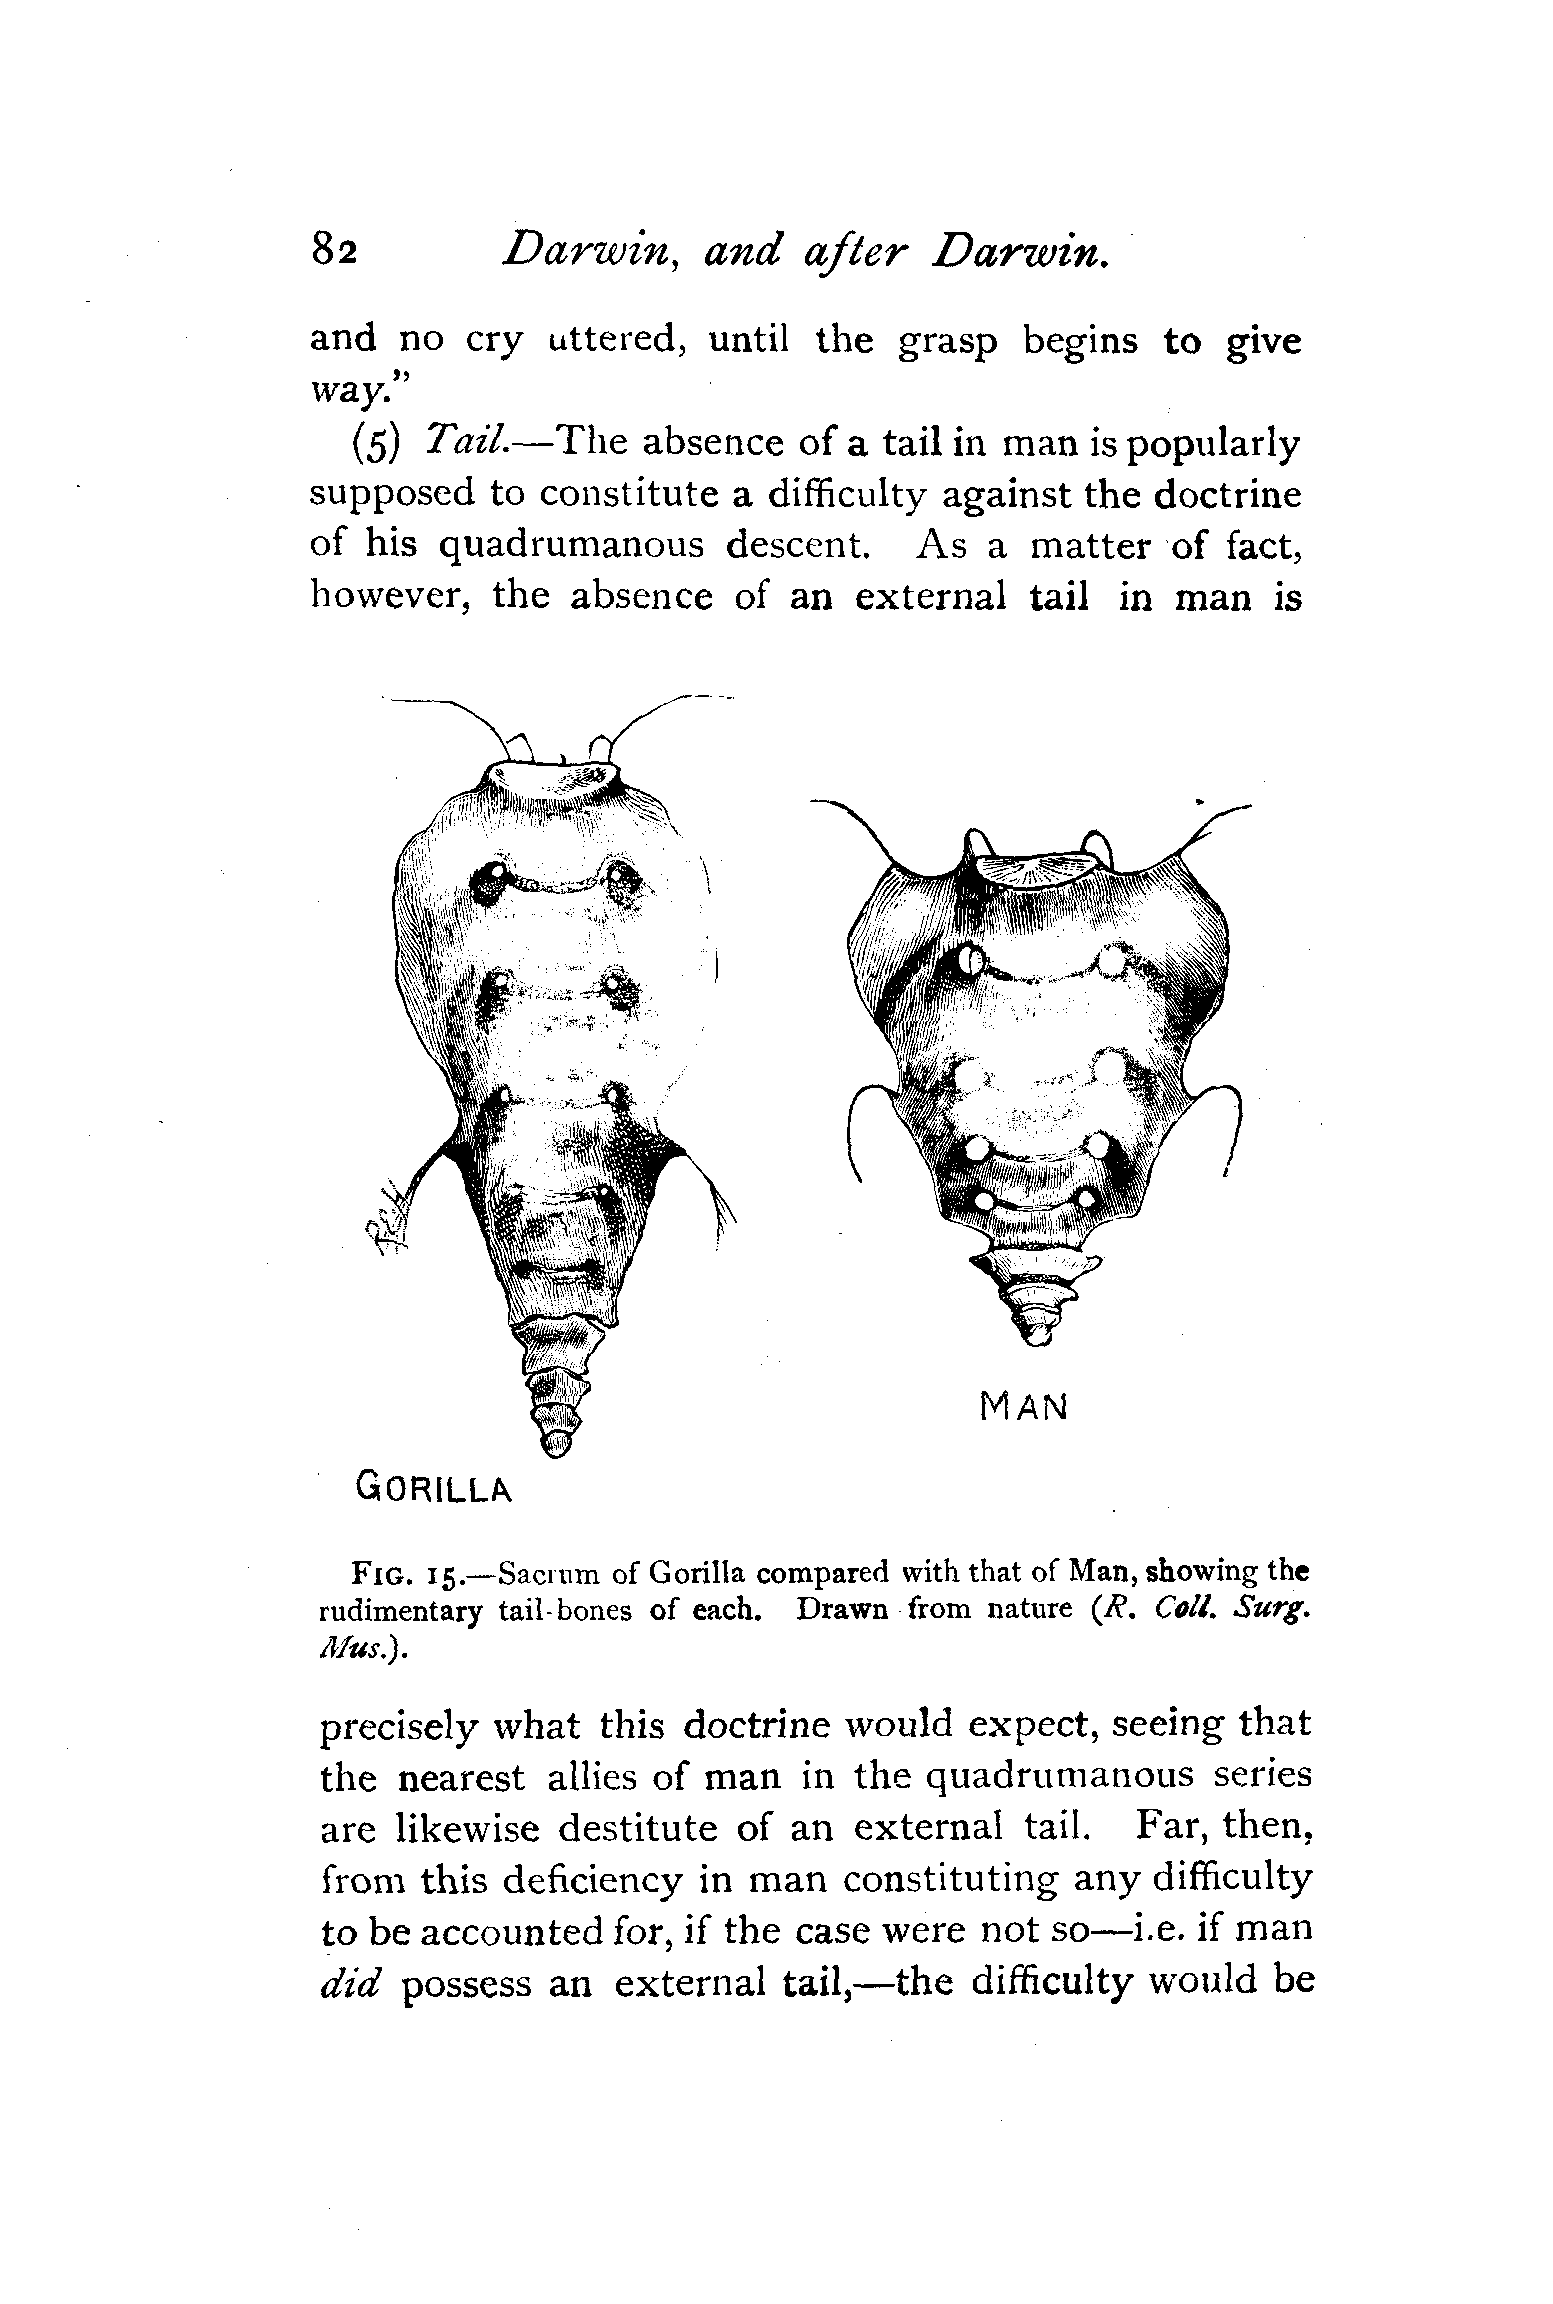 82 Darwin, and after Darwin.
and no cry uttered, until the grasp begins to give
way."
(5) Tail.—The absence of a tail in man is popularly
supposed to constitute a difficulty against the doctrine
of his quadrumanous descent. As a matter of fact,
however, the absence of an external tail in man is
MAN
GORILLA
FIG. 15.—Sacrum of Gorilla compared with that of Man, showing the
rudimentary tail-bones of each. Drawn from nature (R. Coll. Surg.
Mus.).
precisely what this doctrine would expect, seeing that
the nearest allies of man in the quadrumanous series
are likewise destitute of an external tail. Far, then,
from this deficiency in man constituting any difficulty
to be accounted for, if the case were not so—i.e. if man
did possess an external tail,—the difficulty would be